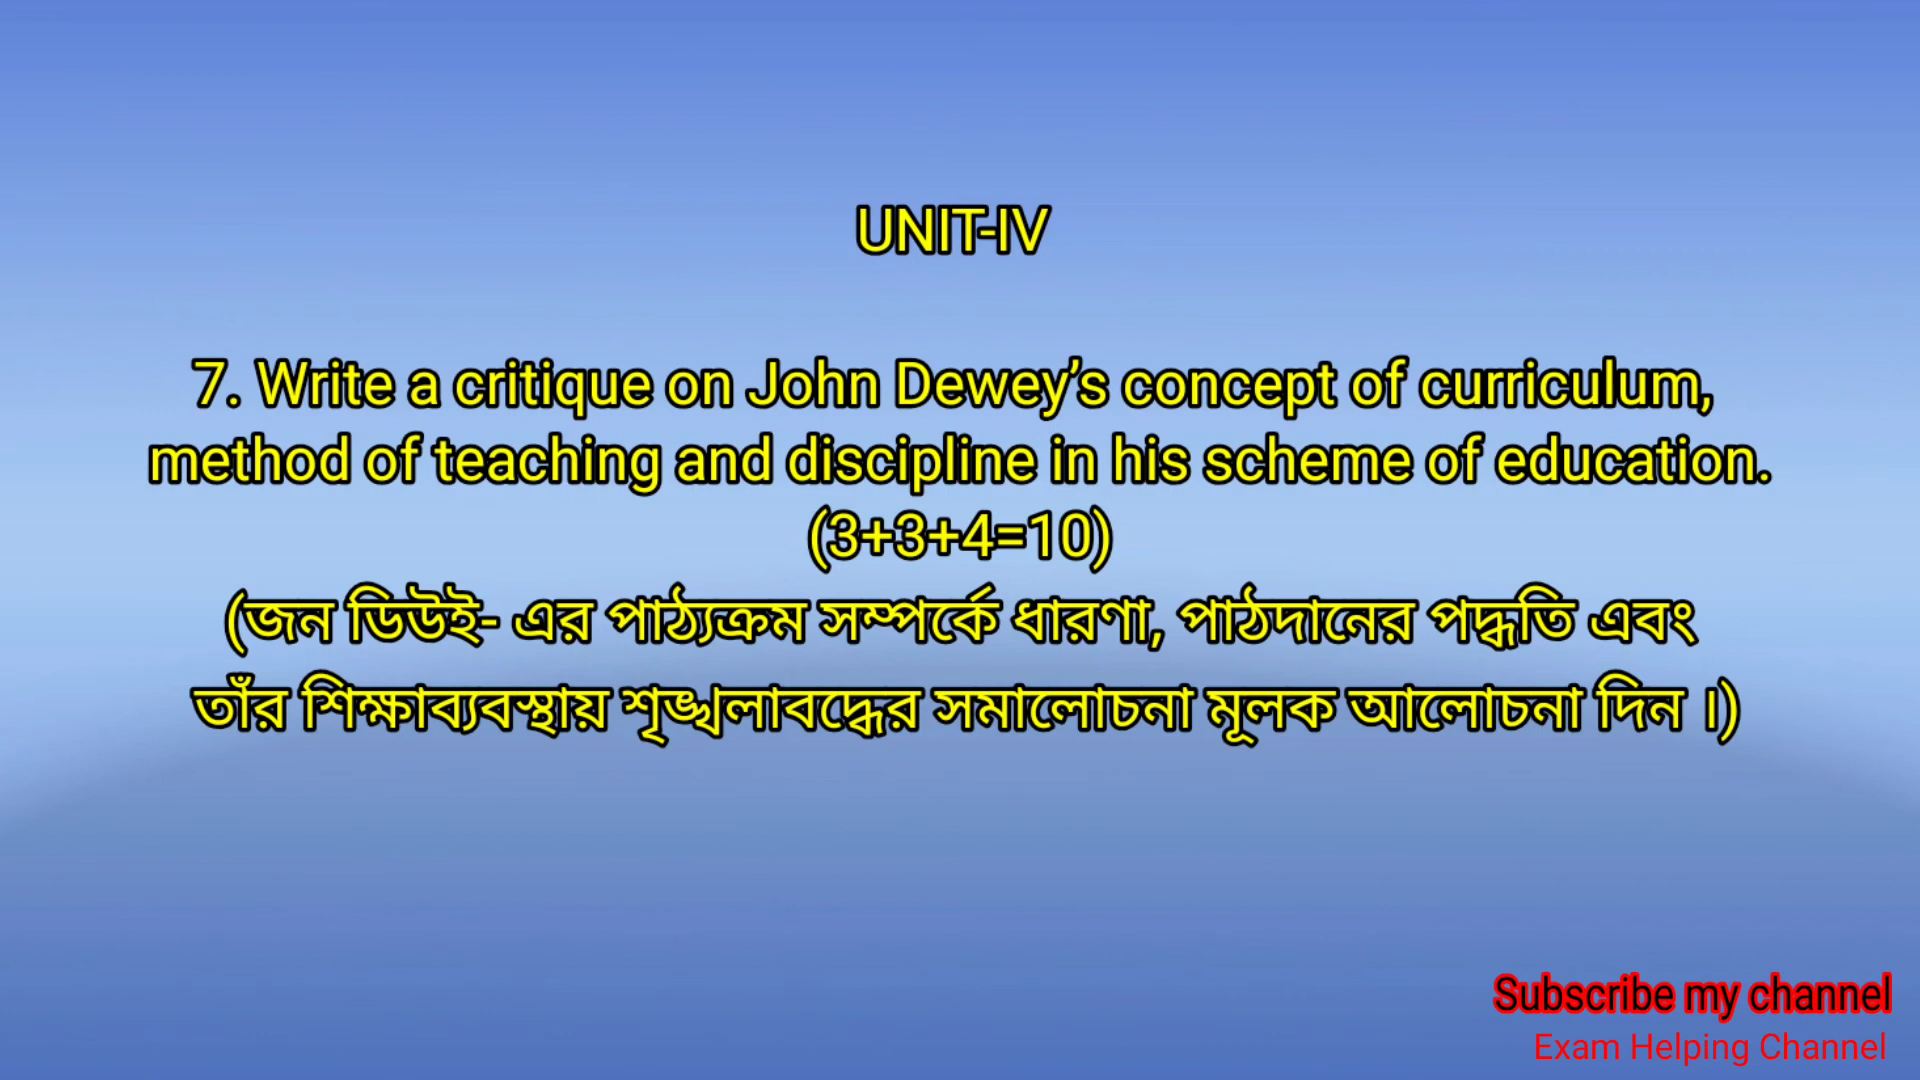 UNIT-IV
7. Write a critique on John Dewey's concept of curriculum,
method of teaching and discipline in his scheme of education.
(3+3+4=10)
(জন ডিউই- এর পাঠ্যক্রম সম্পর্কে ধারণা, পাঠদানের পদ্ধতি এবং
তাঁর শিক্ষাব্যবস্থায় শৃঙ্খলাবদ্ধের সমালোচনা মূলক আলোচনা দিন ।)
Subscribe my channel
Exam Helping Channel